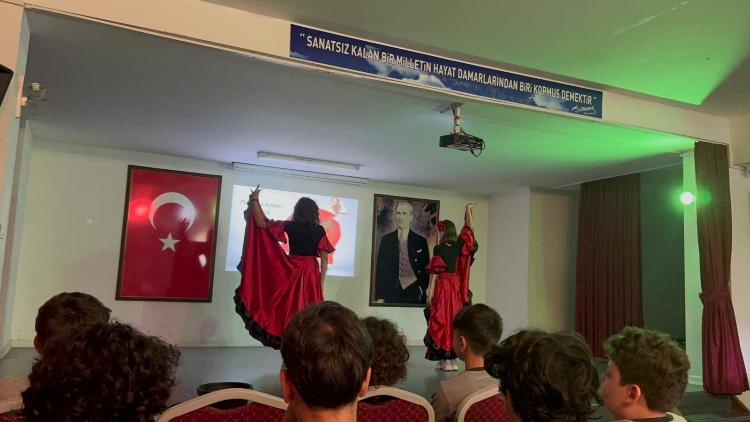 "SANATSIZ KALAN BİR MİLLETİN HAYAT DAMARLARINDAN BİRİ KOPMUŞ DEMEKTİR"